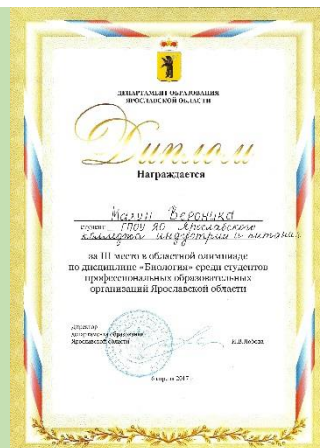 ДЕПАРТАМЕНТ ОБРАЗОВАНИЯ
ЯРОСЛАВСКОЙ ОБЛАСТИ
Диплом
Награждается
Вероника
студент ГПОУ ЯО Ярославского
колледжа индустрии и питания
за III место в областной олимпиаде
по дисциплине «Биология» среди студентов
профессиональных образовательных
организаций Ярославской области
директор
департамента образования
Ярославской области И.В.Лобода
апреля 2017